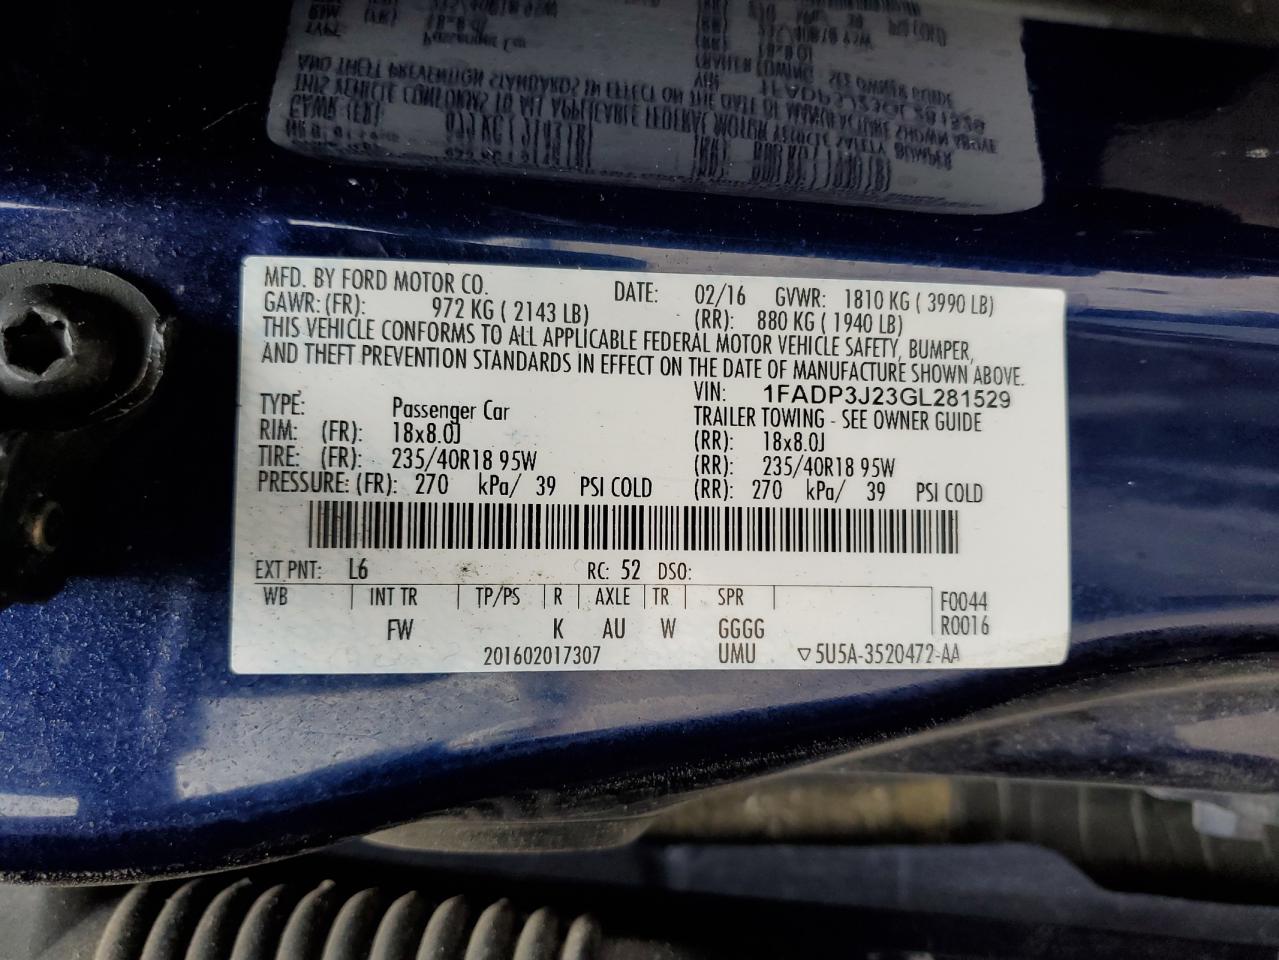 MFD. BY FORD MOTOR CO. DATE: 02/16 GVWR: 1810 KG ( 3990 LB)
GAWR: (FR): 972 KG ( 2143 LB) (RR): 880 KG ( 1940 LB)
THIS VEHICLE CONFORMS TO ALL APPLICABLE FEDERAL MOTOR VEHICLE SAFETY, BUMPER,
AND THEFT PREVENTION STANDARDS IN EFFECT ON THE DATE OF MANUFACTURE SHOWN ABOVE.
VIN: 1FADP3J23GL281529
TYPE: Passenger Car TRAILER TOWING - SEE OWNER GUIDE
RIM: (FR): 18x8.0J (RR): 18x8.0J
TIRE: (FR): 235/40R18 95W (RR): 235/40R18 95W
PRESSURE: (FR): 270 kPa/ 39 PSI COLD (RR): 270 kPa/ 39 PSI COLD
EXT PNT: L6 RC: 52 DSO:
WB INT TR TP/PS R AXLE TR SPR F0044
FW K AU W GGGG R0016
201602017307 UMU ▽5U5A-3520472-AA